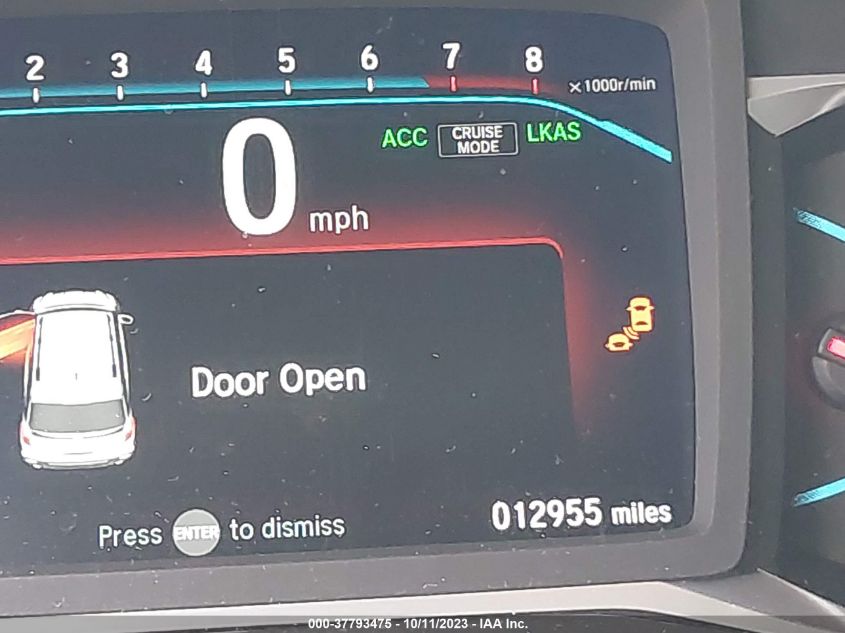 2 3 4 5 6 7 8
×1000r/min
ACC CRUISE MODE LKAS
0 mph
Door Open
Press ENTER to dismiss
012955 miles
000-37793475 - 10/11/2023 - IAA Inc.